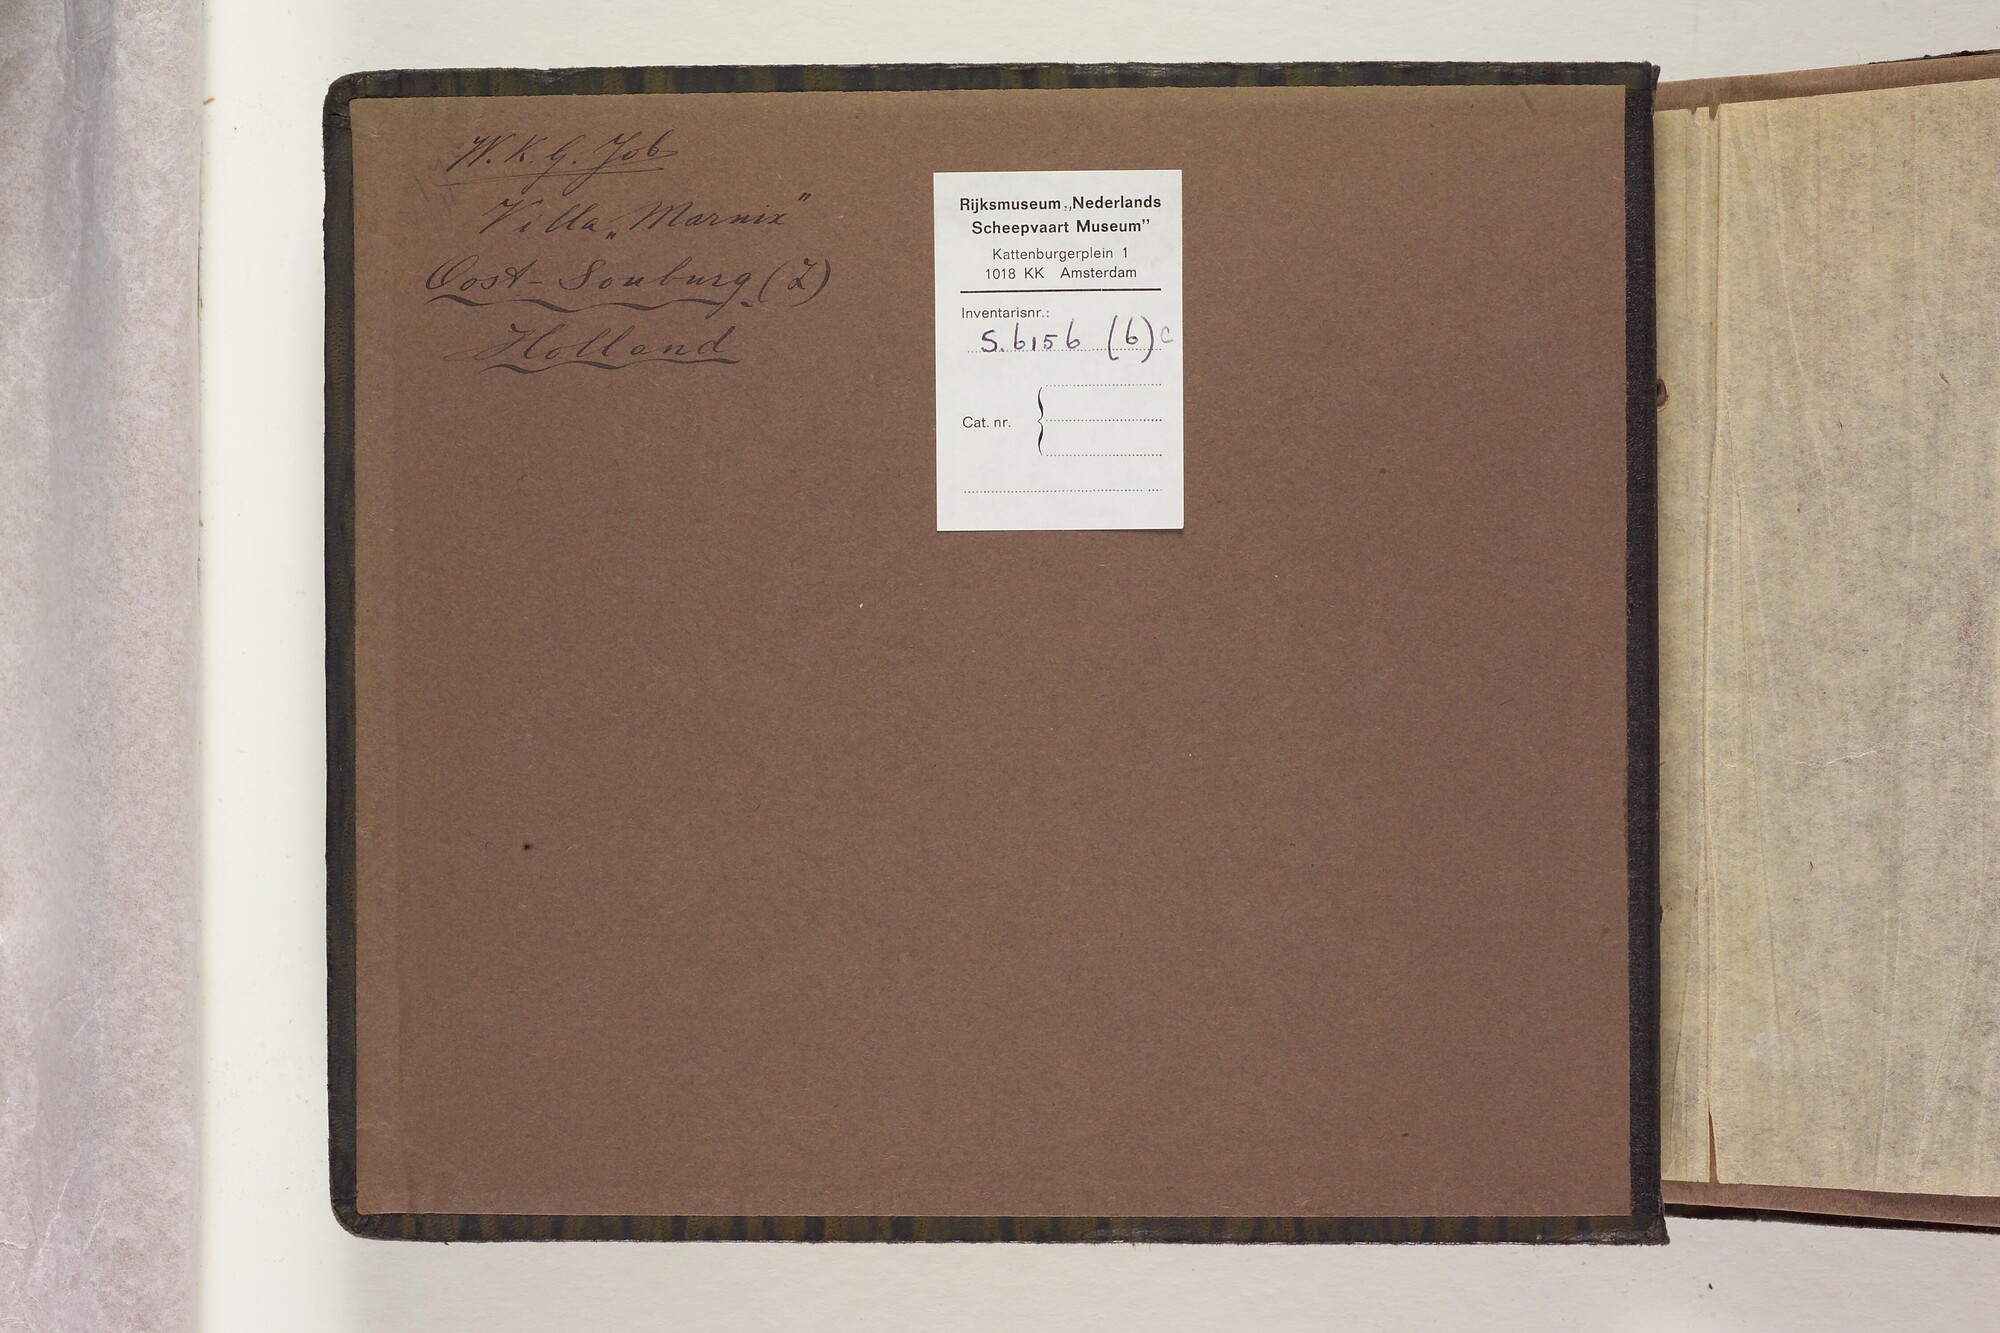 W. K. G. Job
Villa „Marnix”
Oost-Souburg (Z)
Holland
Rijksmuseum „Nederlands
Scheepvaart Museum”
Kattenburgerplein 1
1018 KK Amsterdam
Inventarisnr.:
S.6156 (6)c
Cat. nr.